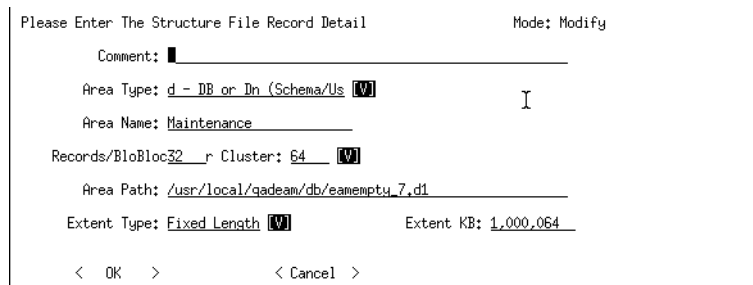 Please Enter The Structure File Record Detail Mode: Modify
Comment:
Area Type: d - DB or Dn (Schema/Us [V]
Area Name: Maintenance
Records/BloBloc32 r Cluster: 64 [V]
Area Path: /usr/local/qadeam/db/eamempty_7.d1
Extent Type: Fixed Length [V] Extent KB: 1,000,064
< OK > < Cancel >